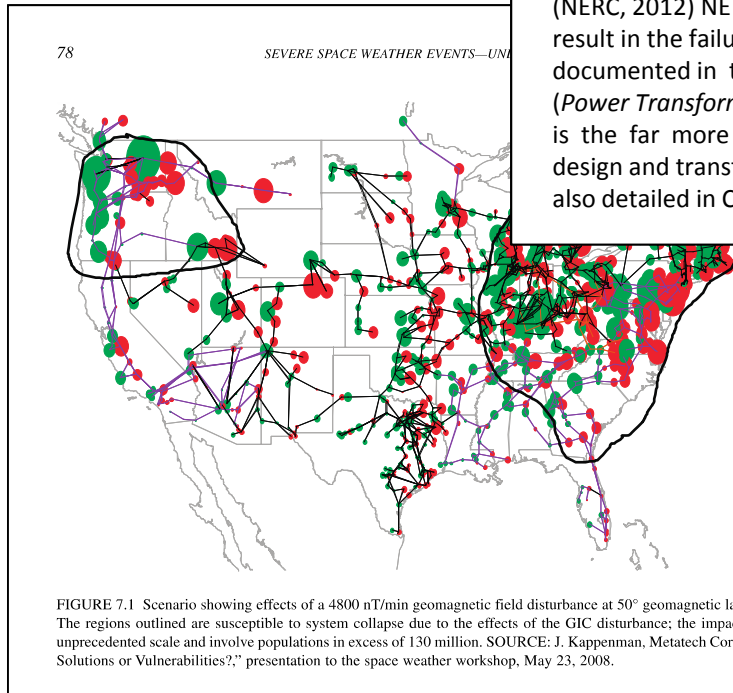 (NERC, 2012) NE
result in the failu
documented in t
(Power Transforn
is the far more
design and transf
also detailed in C
78
SEVERE SPACE WEATHER EVENTS—UN
FIGURE 7.1 Scenario showing effects of a 4800 nT/min geomagnetic field disturbance at 50° geomagnetic la
The regions outlined are susceptible to system collapse due to the effects of the GIC disturbance; the impac
unprecedented scale and involve populations in excess of 130 million. SOURCE: J. Kappenman, Metatech Cor
Solutions or Vulnerabilities?,” presentation to the space weather workshop, May 23, 2008.